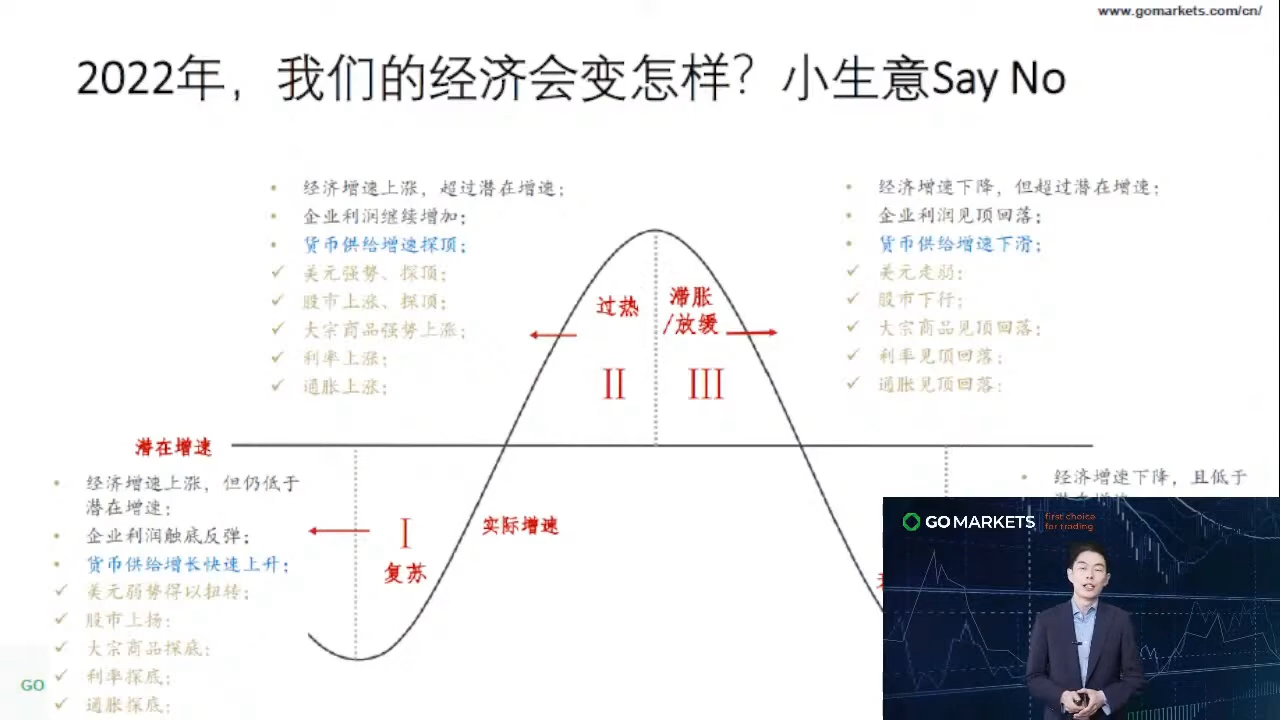 www.gomarkets.com/cn/
2022年，我们的经济会变怎样？小生意Say No
经济增速上涨，超过潜在增速；
企业利润继续增加；
货币供给增速探顶；
美元强势、探顶；
股市上涨、探顶；
大宗商品强势上涨；
利率上涨；
通胀上涨；
经济增速下降，但超过潜在增速；
企业利润见顶回落；
货币供给增速下滑；
美元走弱；
股市下行；
大宗商品见顶回落；
利率见顶回落；
通胀见顶回落；
过热
滞胀
/放缓
II
III
潜在增速
经济增速上涨，但仍低于
潜在增速；
企业利润触底反弹；
货币供给增长快速上升；
美元弱势得以扭转；
股市上扬；
大宗商品探底；
利率探底；
通胀探底；
I
复苏
实际增速
经济增速下降，且低于
GO MARKETS
first choice
for trading
GO